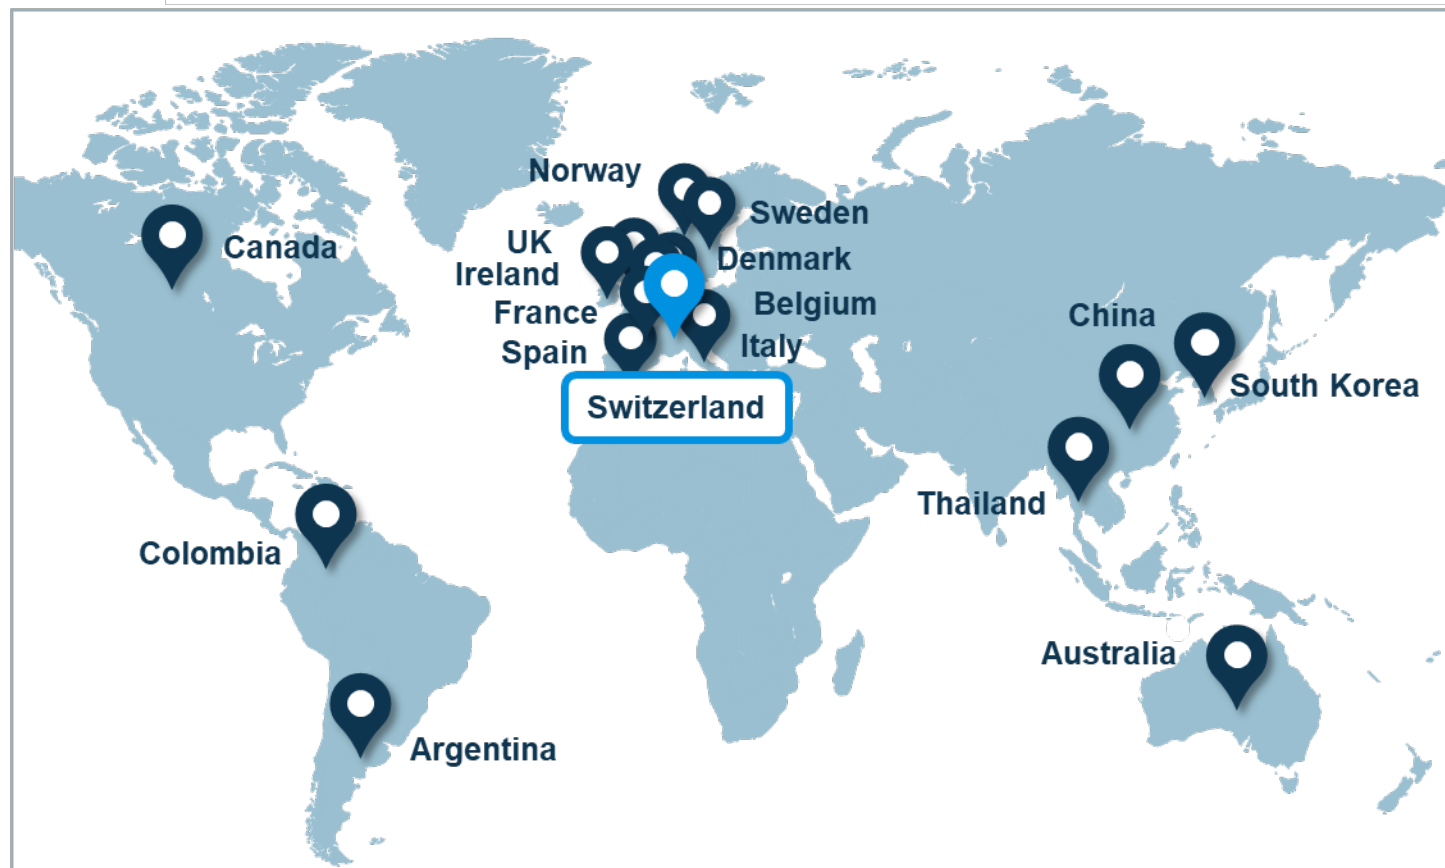 Norway
Sweden
Canada
UK
Denmark
Ireland
Belgium
France
China
Italy
Spain
South Korea
Switzerland
Thailand
Colombia
Australia
Argentina